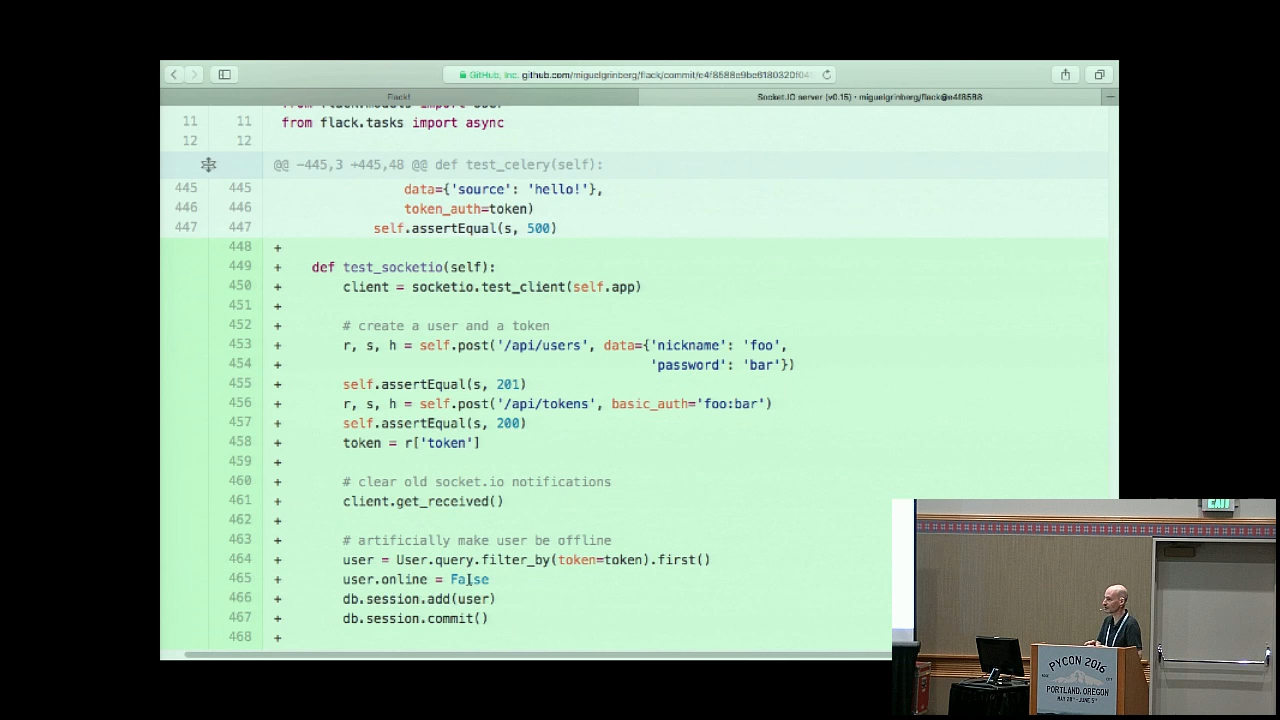 GitHub, Inc. github.com/miguelgrinberg/flack/commit/e4f8588e9be6180320f04
Flack!
Socket.IO server (v0.15) · miguelgrinberg/flack@e4f8588
11 11 from flack.tasks import async
12 12
@@ -445,3 +445,48 @@ def test_celery(self):
445 445 data={'source': 'hello!'},
446 446 token_auth=token)
447 447 self.assertEqual(s, 500)
448 +
449 + def test_socketio(self):
450 + client = socketio.test_client(self.app)
451 +
452 + # create a user and a token
453 + r, s, h = self.post('/api/users', data={'nickname': 'foo',
454 + 'password': 'bar'})
455 + self.assertEqual(s, 201)
456 + r, s, h = self.post('/api/tokens', basic_auth='foo:bar')
457 + self.assertEqual(s, 200)
458 + token = r['token']
459 +
460 + # clear old socket.io notifications
461 + client.get_received()
462 +
463 + # artificially make user be offline
464 + user = User.query.filter_by(token=token).first()
465 + user.online = False
466 + db.session.add(user)
467 + db.session.commit()
468 +
EXIT
PYCON 2016
PORTLAND, OREGON
MAY 28TH - JUNE 5TH